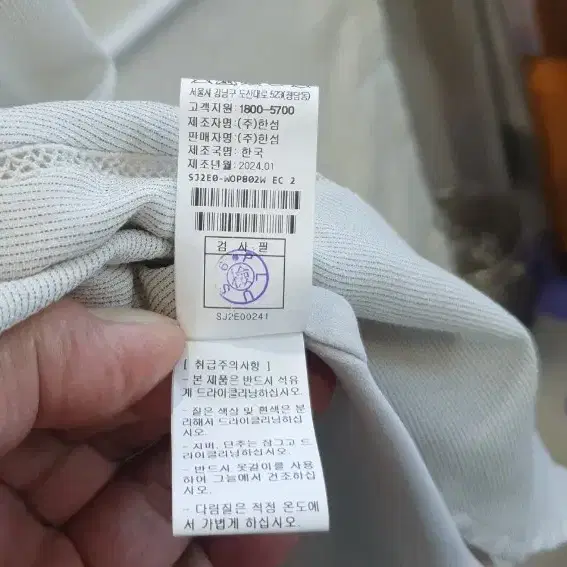 서울시 강남구 도산대로 523(청담동)
고객지원: 1800-5700
제조자명:(주)한섬
판매자명:(주)한섬
제조국명: 한국
제조년월: 2024.01
SJ2E0-WOPB02W EC 2
검 사 필
PLUS
SJ2E00241
[ 취급주의사항 ]
- 본 제품은 반드시 석유
계 드라이클리닝하십시오.
- 짙은 색상 및 흰색은 분
리해서 드라이클리닝하십
시오.
- 지퍼, 단추는 잠그고 드
라이클리닝하십시오.
- 반드시 옷걸이를 사용
하여 그늘에서 건조하십
시오.
- 다림질은 적정 온도에
서 가볍게 하십시오.